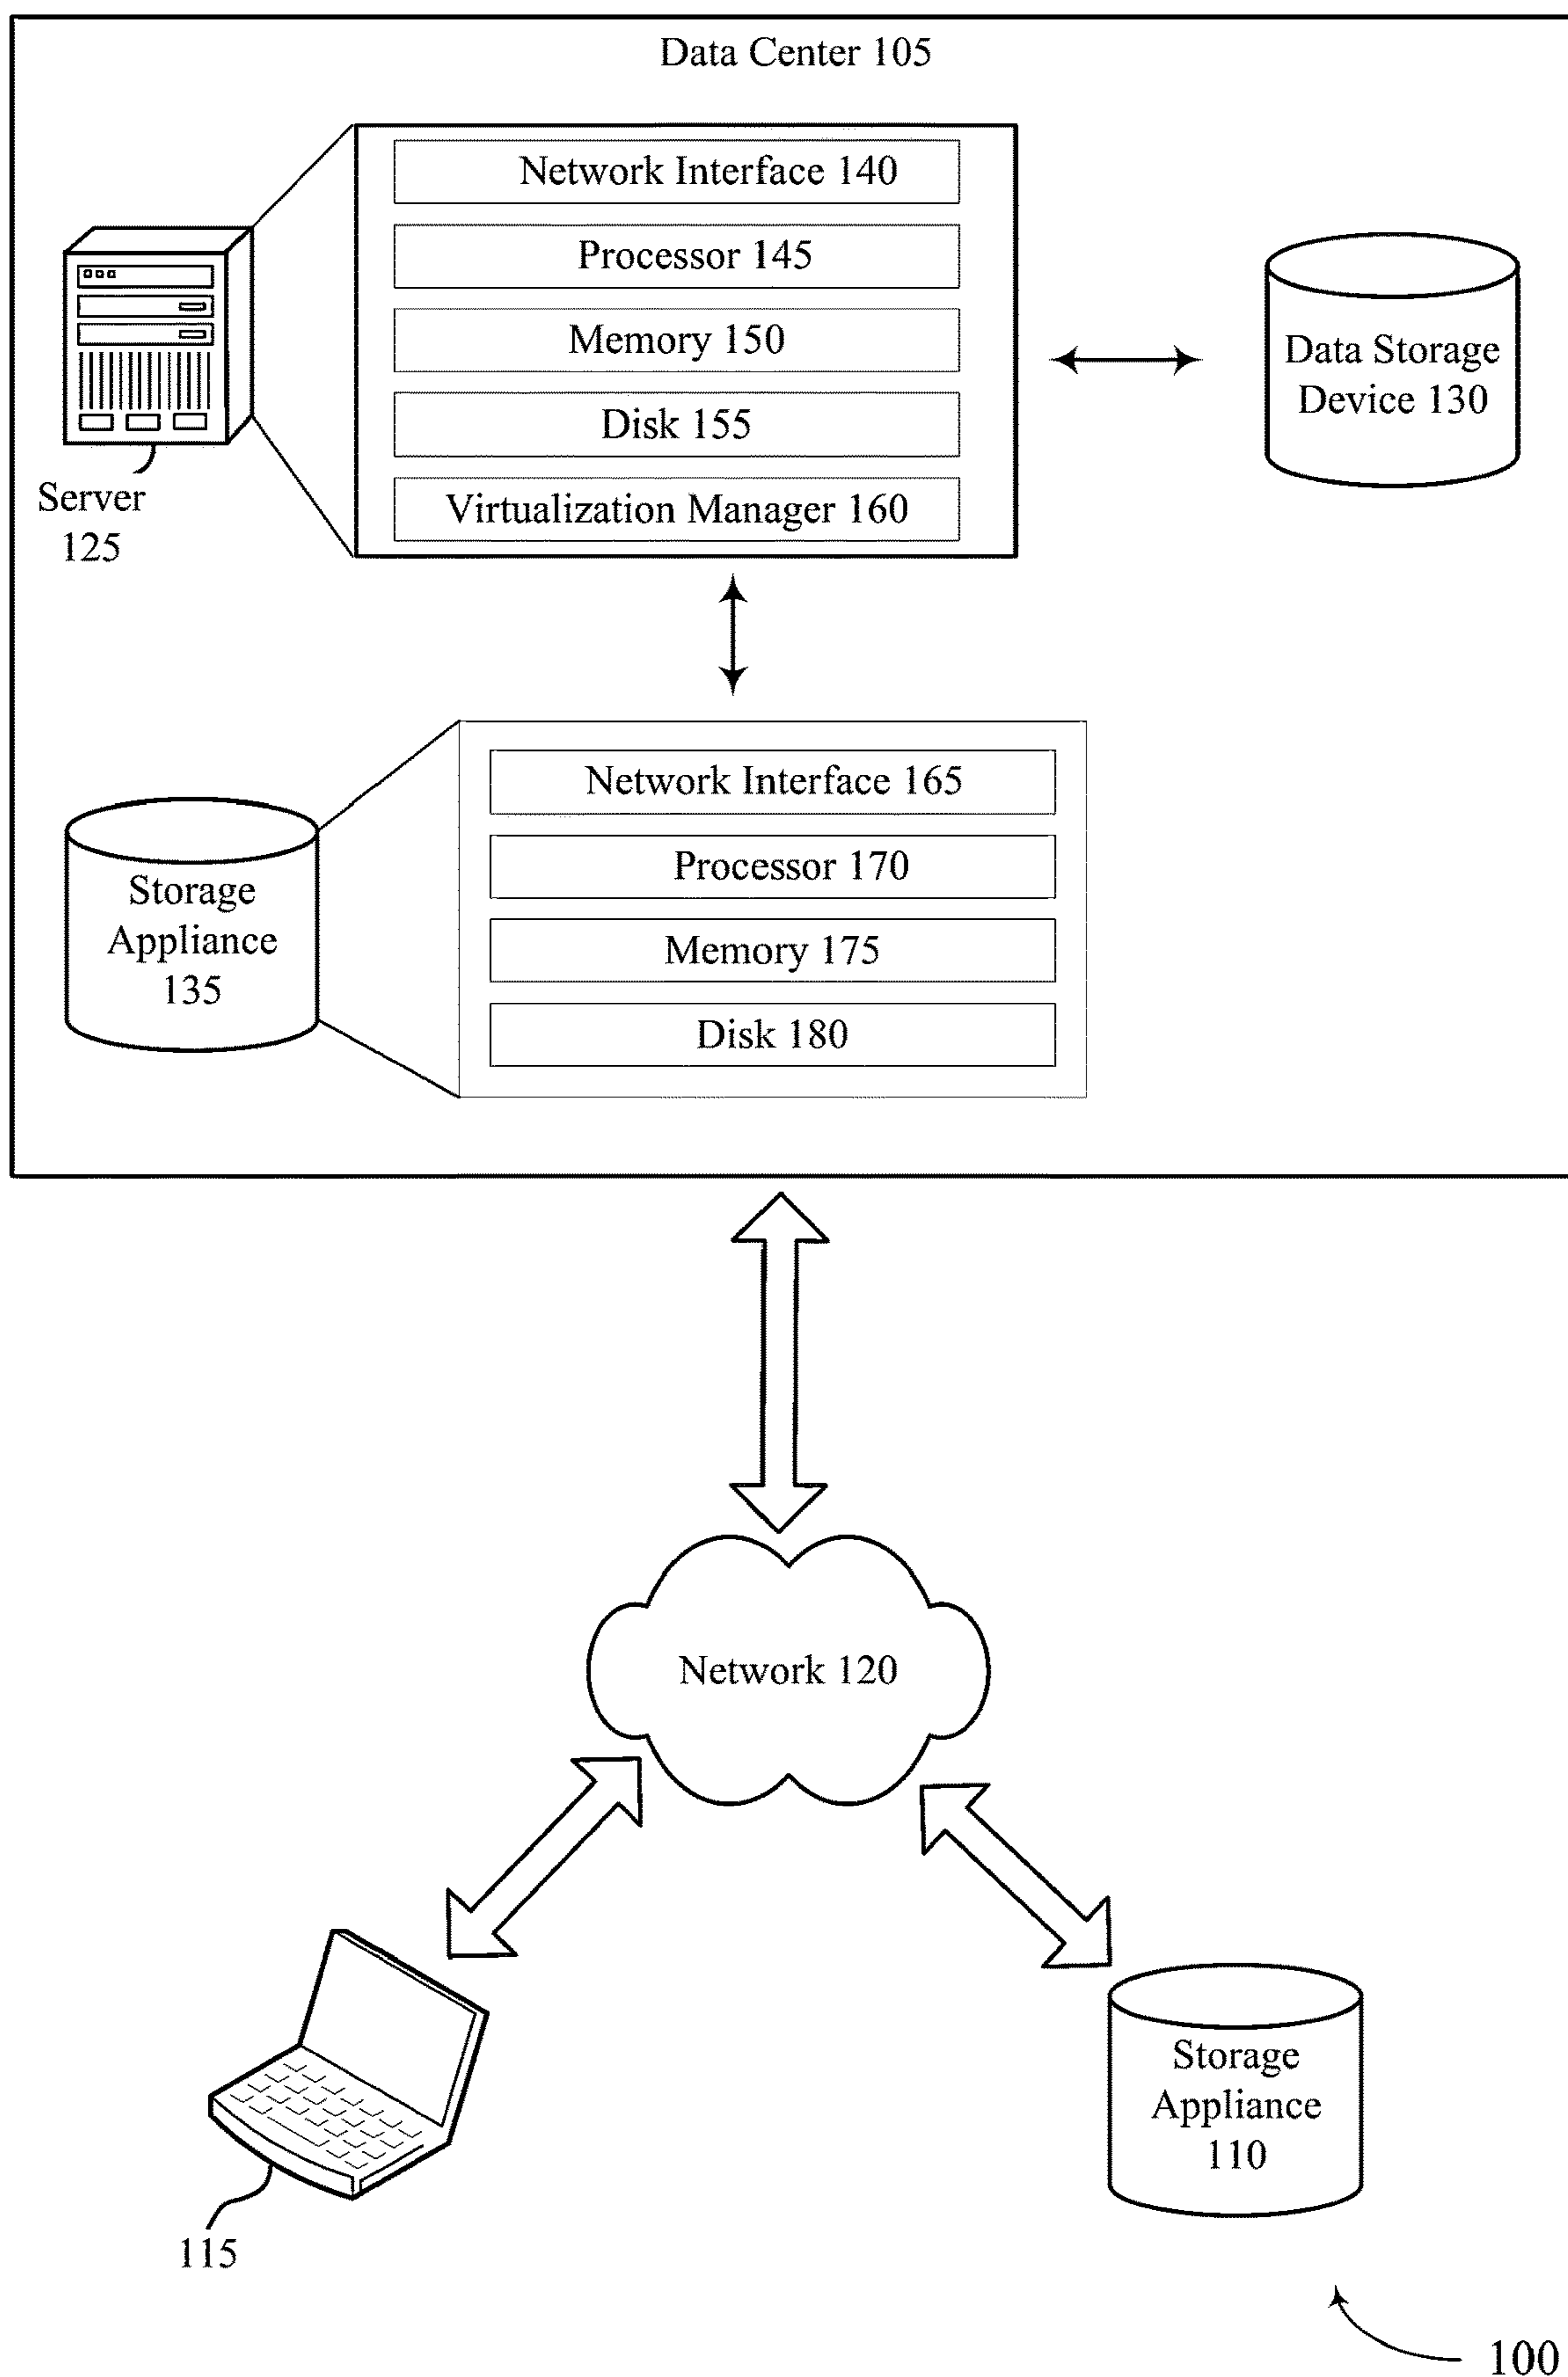 Data Center 105
Network Interface 140
Processor 145
Memory 150
Disk 155
Virtualization Manager 160
Server
125
Data Storage
Device 130
Network Interface 165
Processor 170
Memory 175
Disk 180
Storage
Appliance
135
Network 120
115
Storage
Appliance
110
100